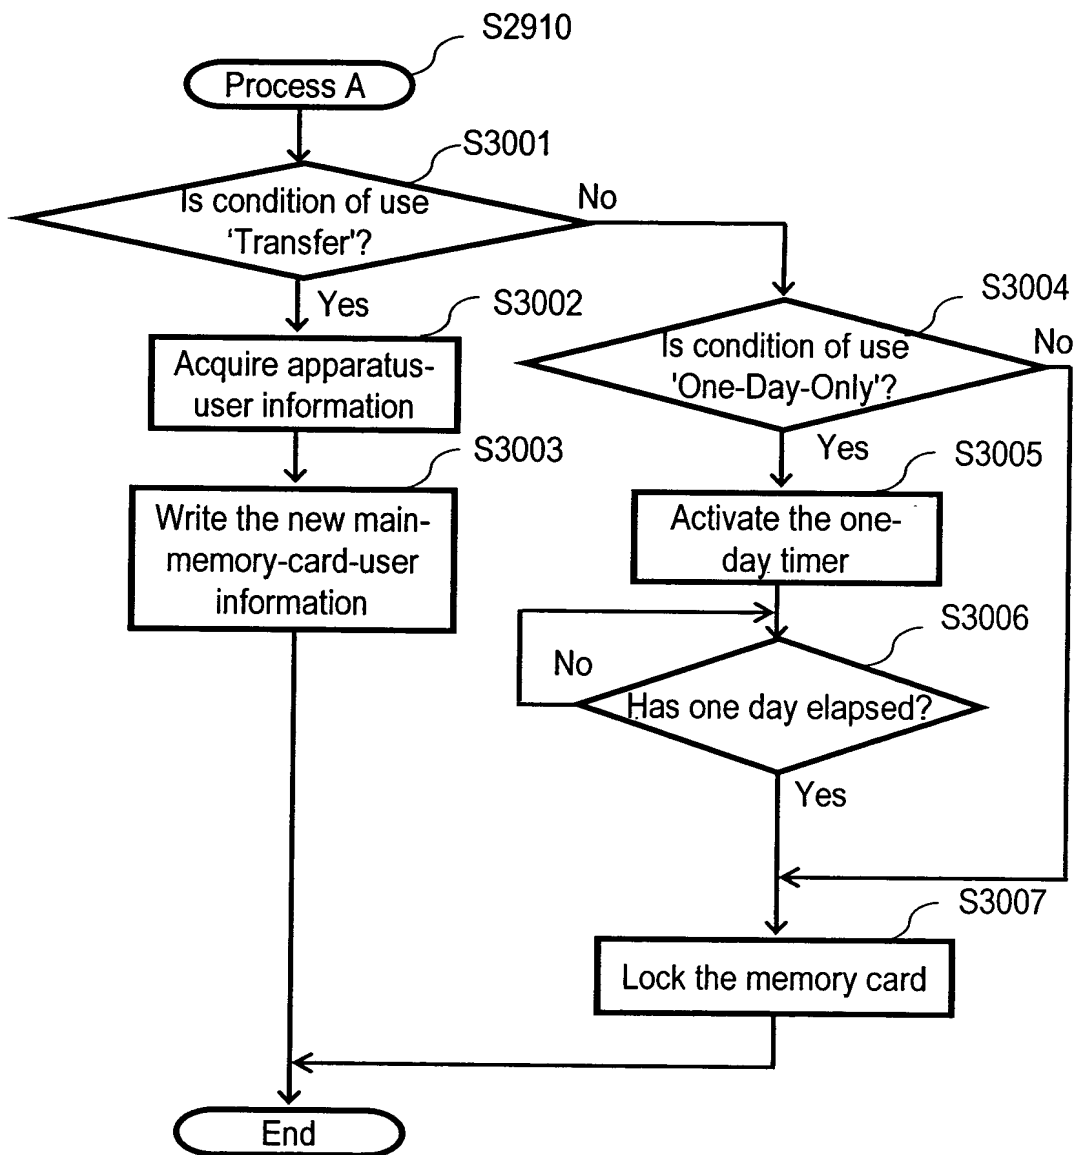 S2910
Process A
S3001
Is condition of use
‘Transfer'?
No
Yes
S3002
Acquire apparatus-
user information
S3003
Write the new main-
memory-card-user
information
S3004
Is condition of use
'One-Day-Only'?
No
Yes
S3005
Activate the one-
day timer
S3006
No
Has one day elapsed?
Yes
S3007
Lock the memory card
End